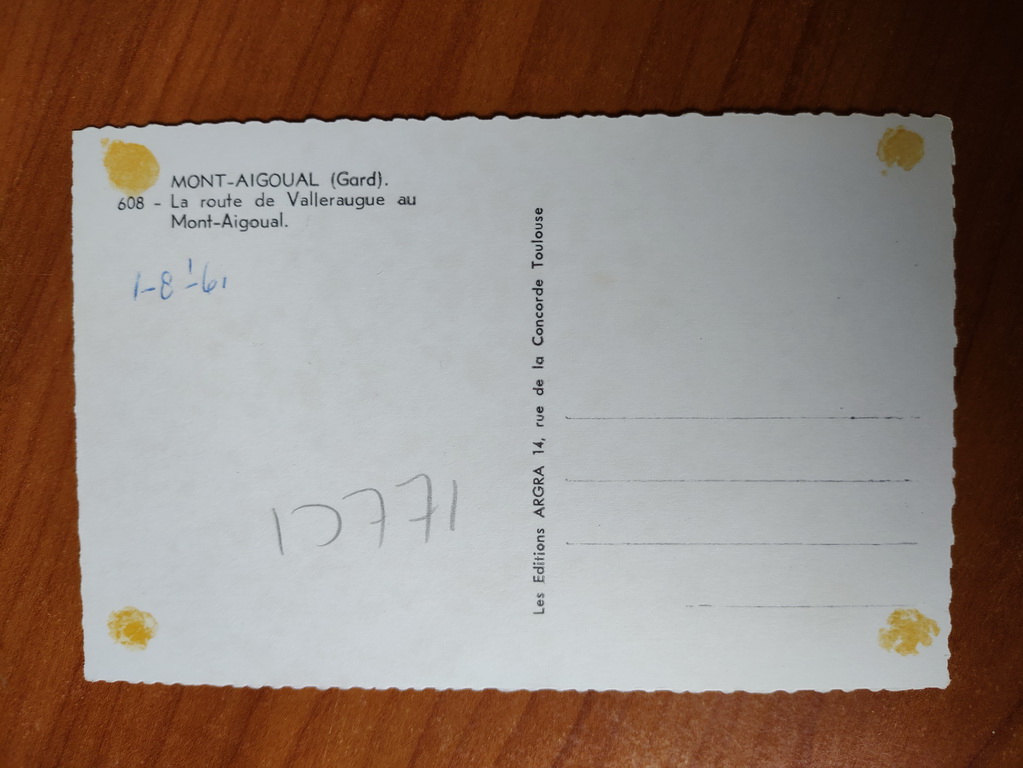 MONT-AIGOUAL (Gard).
608 - La route de Valleraugue au
Mont-Aigoual.
1-8-61
Les Editions ARGRA 14, rue de la Concorde Toulouse